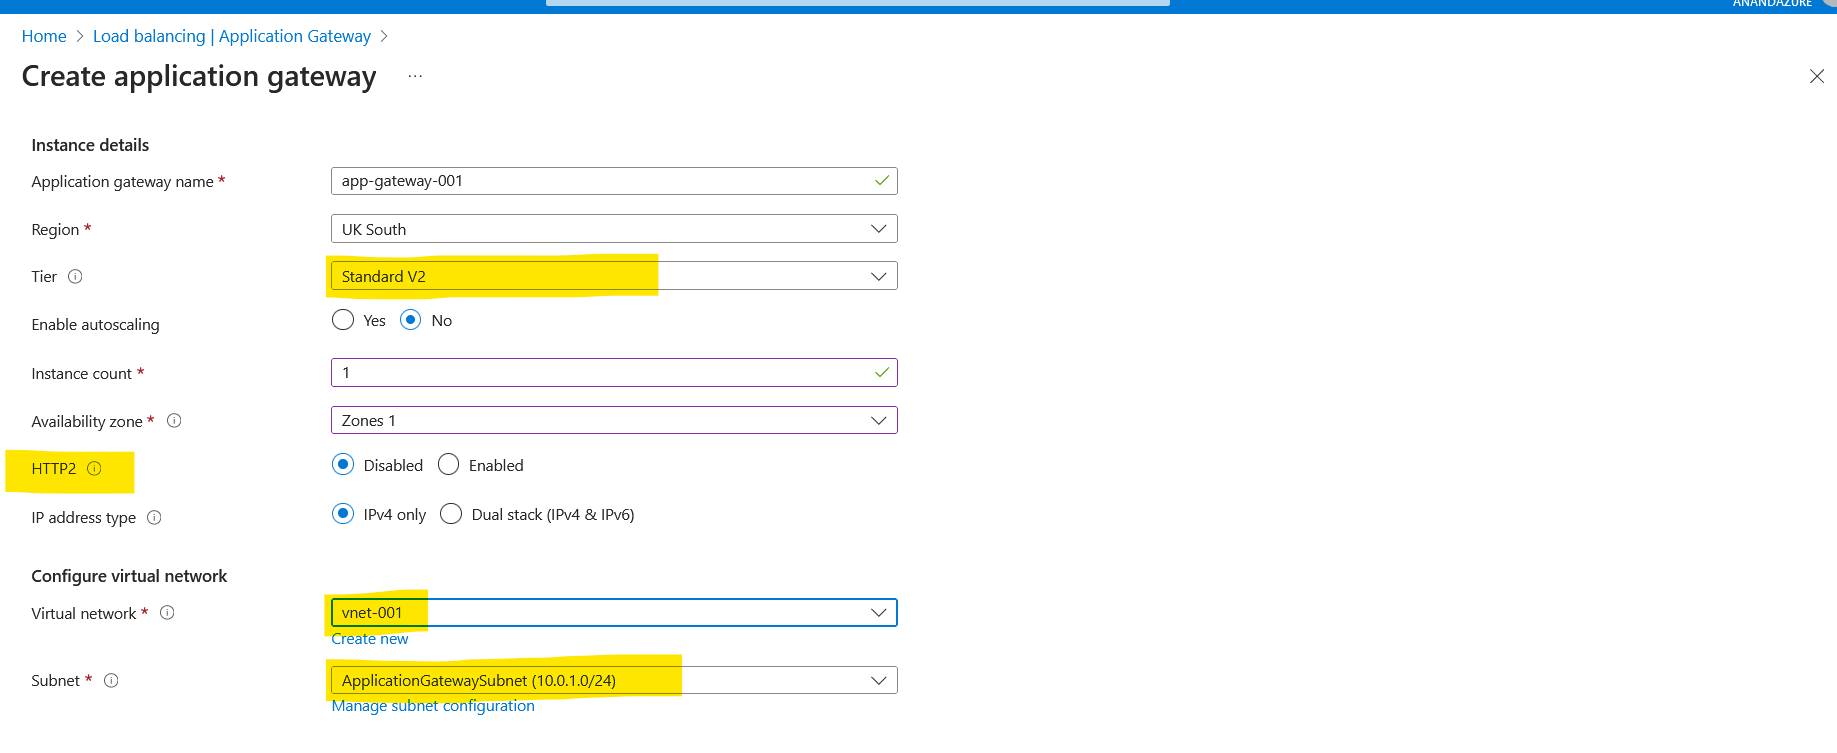 ANANDAZURE
Home > Load balancing | Application Gateway >
Create application gateway ...
Instance details
Application gateway name * app-gateway-001
Region * UK South
Tier Standard V2
Enable autoscaling Yes No
Instance count * 1
Availability zone * Zones 1
HTTP2 Disabled Enabled
IP address type IPv4 only Dual stack (IPv4 & IPv6)
Configure virtual network
Virtual network * vnet-001
Create new
Subnet * ApplicationGatewaySubnet (10.0.1.0/24)
Manage subnet configuration